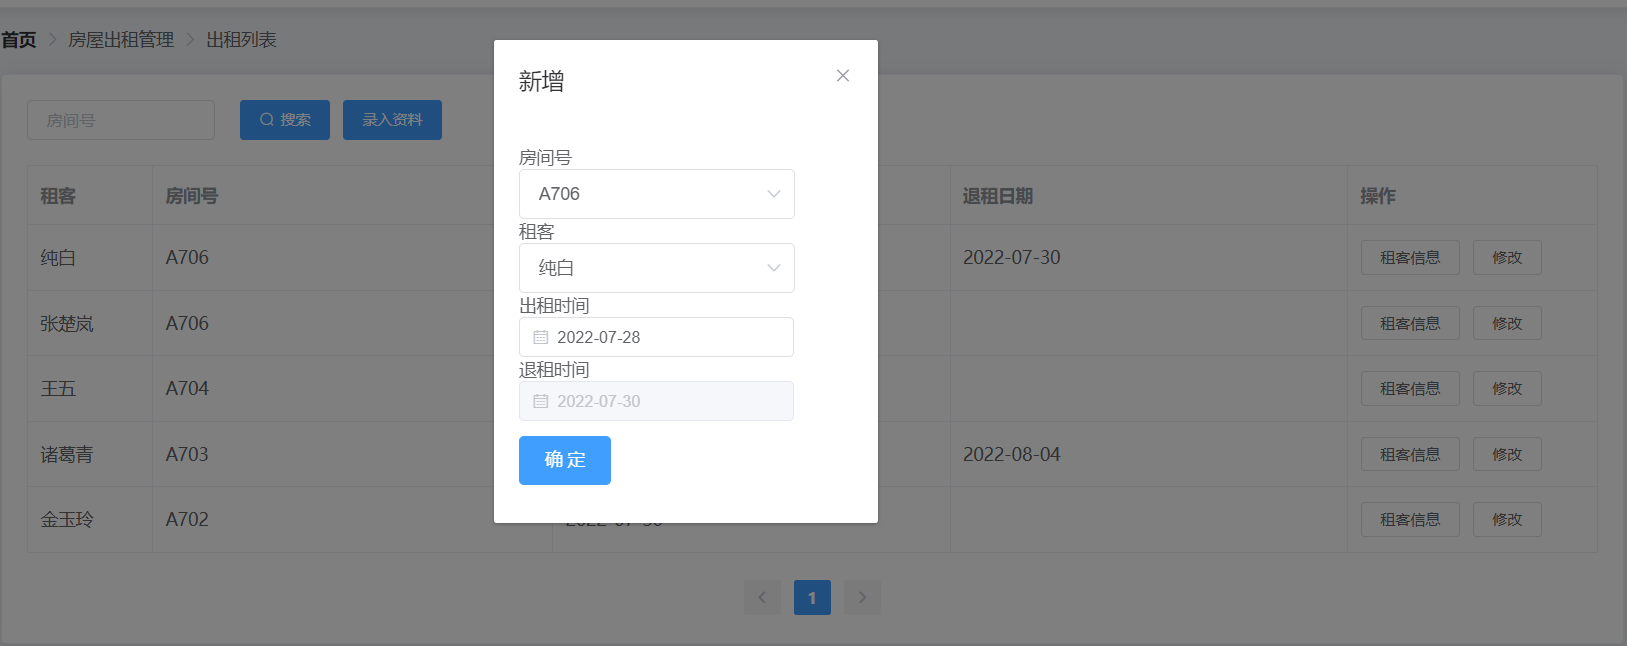 首页 > 房屋出租管理 > 出租列表
房间号 搜索 录入资料
租客 房间号 退租日期 操作
纯白 A706 2022-07-30 租客信息 修改
张楚岚 A706 租客信息 修改
王五 A704 租客信息 修改
诸葛青 A703 2022-08-04 租客信息 修改
金玉玲 A702 租客信息 修改
1
新增
房间号
A706
租客
纯白
出租时间
2022-07-28
退租时间
2022-07-30
确定